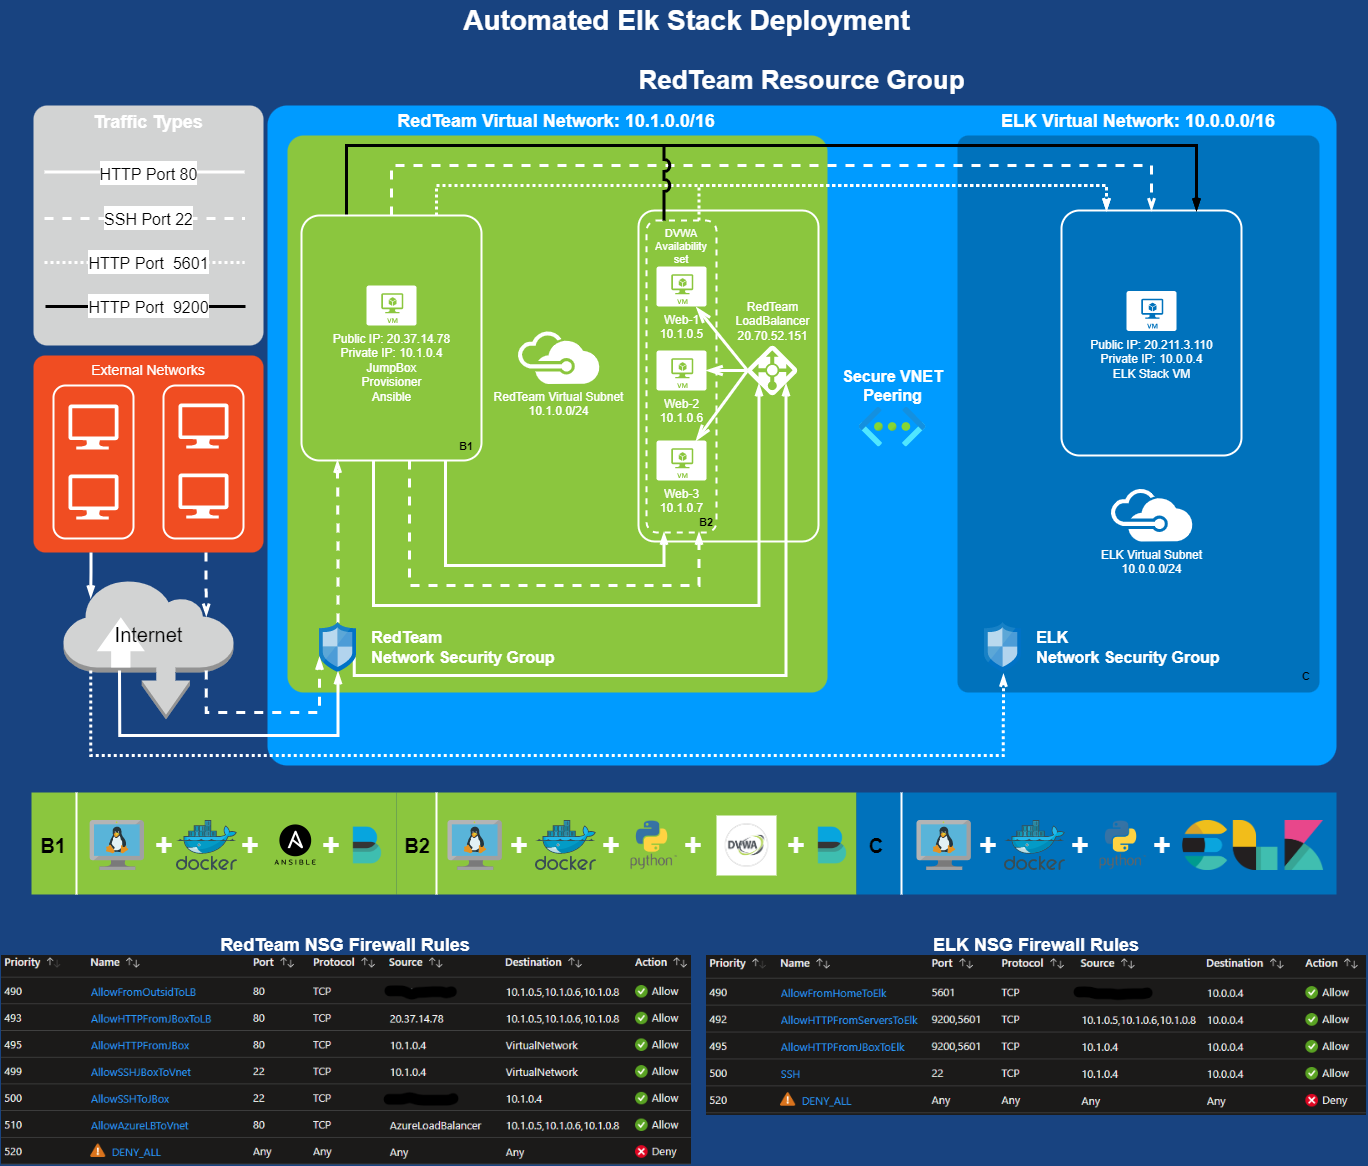 Automated Elk Stack Deployment
RedTeam Resource Group
Traffic Types
HTTP Port 80
SSH Port 22
HTTP Port  5601
HTTP Port  9200
External Networks
Internet
RedTeam Virtual Network: 10.1.0.0/16
ELK Virtual Network: 10.0.0.0/16
VM
Public IP: 20.37.14.78
Private IP: 10.1.0.4
JumpBox
Provisioner
Ansible
B1
RedTeam Virtual Subnet
10.1.0.0/24
DVWA
Availability
set
VM
Web-1
10.1.0.5
VM
Web-2
10.1.0.6
VM
Web-3
10.1.0.7
B2
RedTeam
LoadBalancer
20.70.52.151
Secure VNET
Peering
VM
Public IP: 20.211.3.110
Private IP: 10.0.0.4
ELK Stack VM
ELK Virtual Subnet
10.0.0.0/24
RedTeam
Network Security Group
ELK
Network Security Group
C
B1 + docker + ANSIBLE +
B2 + docker + python + DVWA +
C + docker + python +
RedTeam NSG Firewall Rules
Priority Name Port Protocol Source Destination Action
490 AllowFromOutsidToLB 80 TCP 10.1.0.5,10.1.0.6,10.1.0.8 Allow
493 AllowHTTPFromJBoxToLB 80 TCP 20.37.14.78 10.1.0.5,10.1.0.6,10.1.0.8 Allow
495 AllowHTTPFromJBox 80 TCP 10.1.0.4 VirtualNetwork Allow
499 AllowSSHJBoxToVnet 22 TCP 10.1.0.4 VirtualNetwork Allow
500 AllowSSHToJBox 22 TCP 10.1.0.4 Allow
510 AllowAzureLBToVnet 80 TCP AzureLoadBalancer 10.1.0.5,10.1.0.6,10.1.0.8 Allow
520 DENY_ALL Any Any Any Any Deny
ELK NSG Firewall Rules
Priority Name Port Protocol Source Destination Action
490 AllowFromHomeToElk 5601 TCP 10.0.0.4 Allow
492 AllowHTTPFromServersToElk 9200,5601 TCP 10.1.0.5,10.1.0.6,10.1.0.8 10.0.0.4 Allow
495 AllowHTTPFromJBoxToElk 9200,5601 TCP 10.1.0.4 10.0.0.4 Allow
500 SSH 22 TCP 10.1.0.4 10.0.0.4 Allow
520 DENY_ALL Any Any Any Any Deny